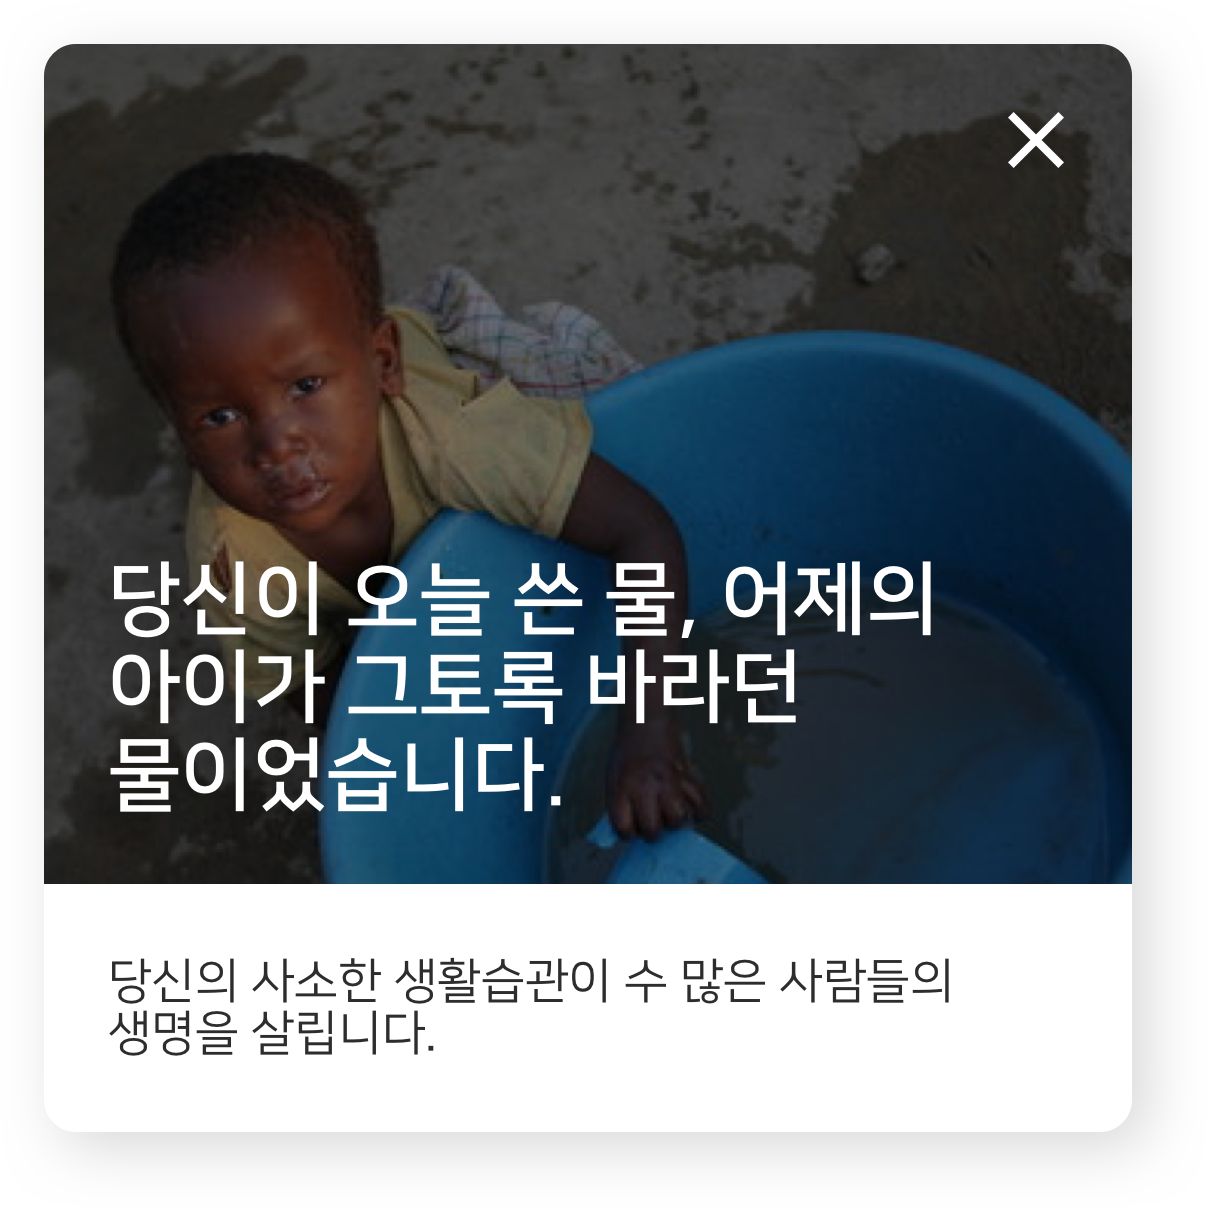 당신이 오늘 쓴 물, 어제의
아이가 그토록 바라던
물이었습니다.
당신의 사소한 생활습관이 수 많은 사람들의
생명을 살립니다.